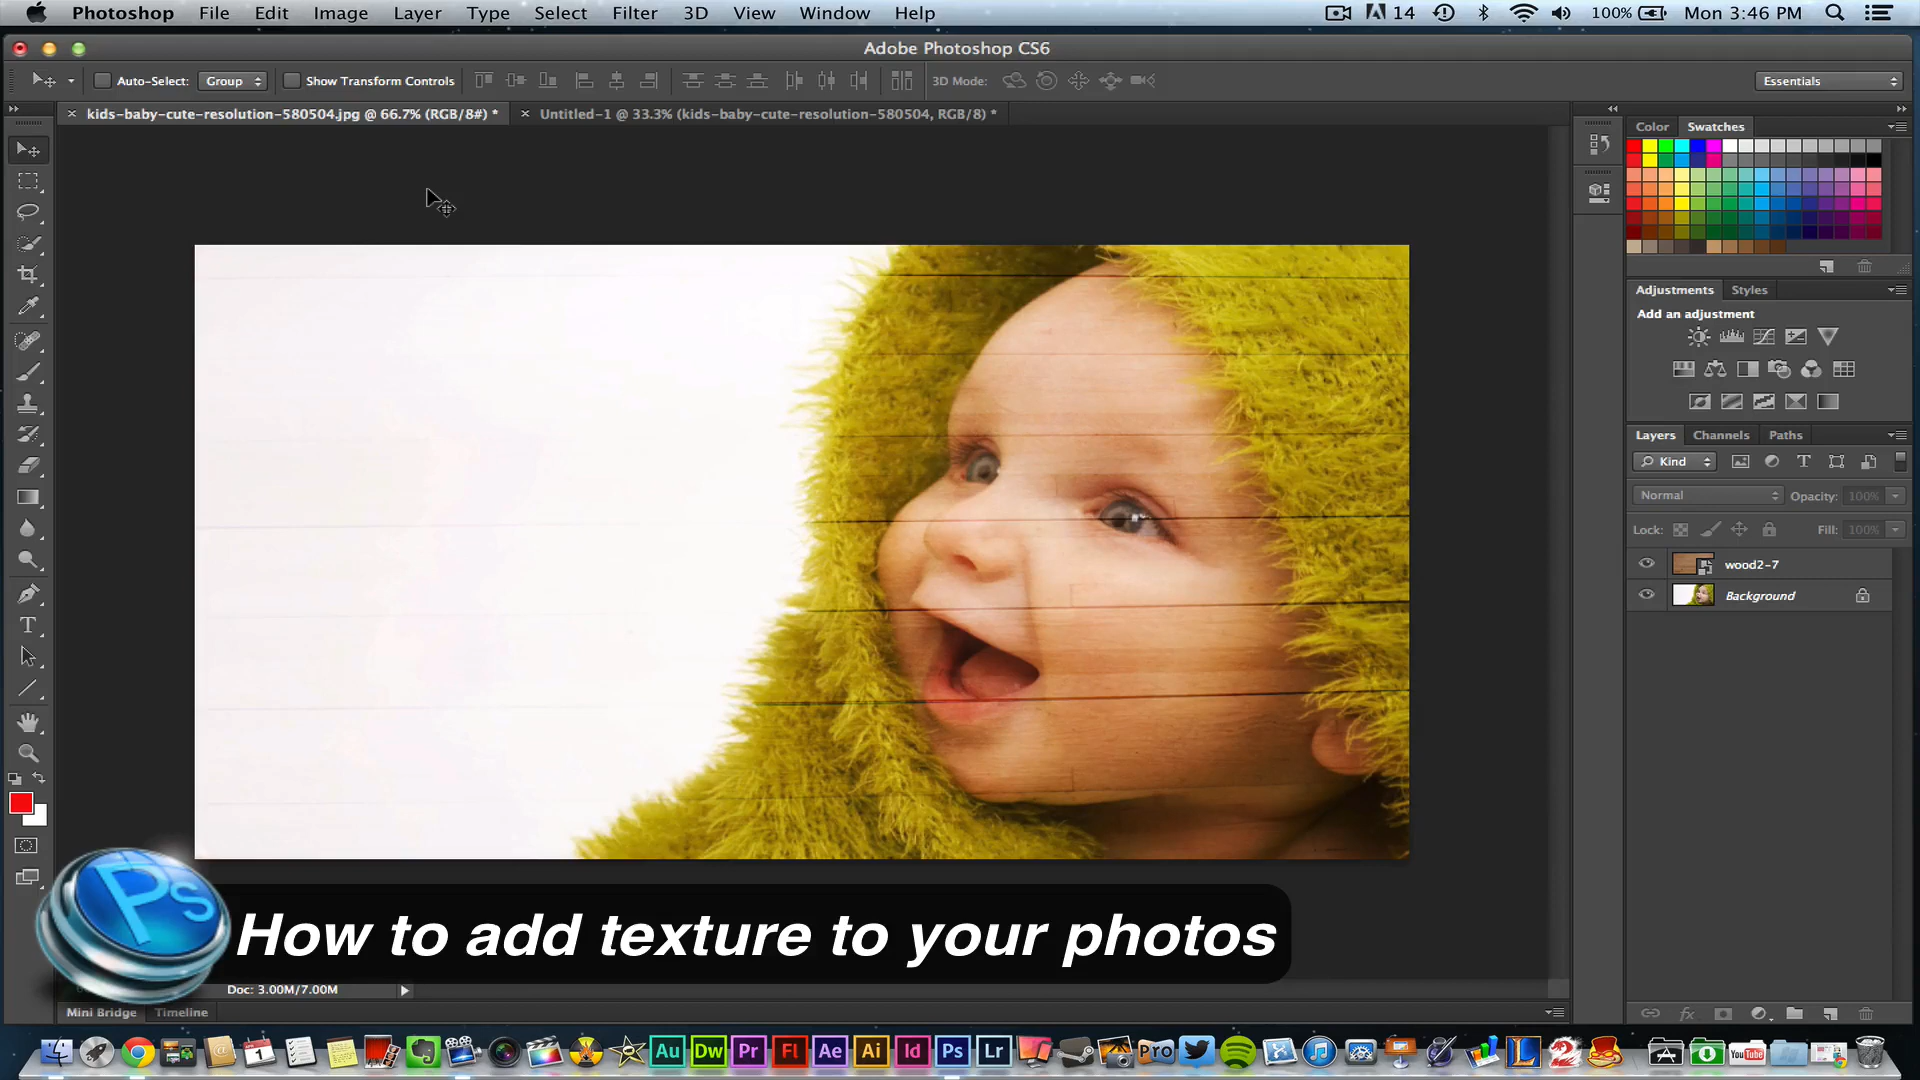 Photoshop File Edit Image Layer Type Select Filter 3D View Window Help 14 100% Mon 3:46 PM
Adobe Photoshop CS6
Auto-Select: Group Show Transform Controls 3D Mode: Essentials
kids-baby-cute-resolution-580504.jpg @ 66.7% (RGB/8#) * Untitled-1 @ 33.3% (kids-baby-cute-resolution-580504, RGB/8) *
Color Swatches
Adjustments Styles
Add an adjustment
Layers Channels Paths
Kind
Normal Opacity: 100%
Lock: Fill: 100%
wood2-7
Background
Ps
How to add texture to your photos
Doc: 3.00M/7.00M
Mini Bridge Timeline
1 Au Dw Pr Fl Ae Ai Id Ps Lr Pro L YouTube